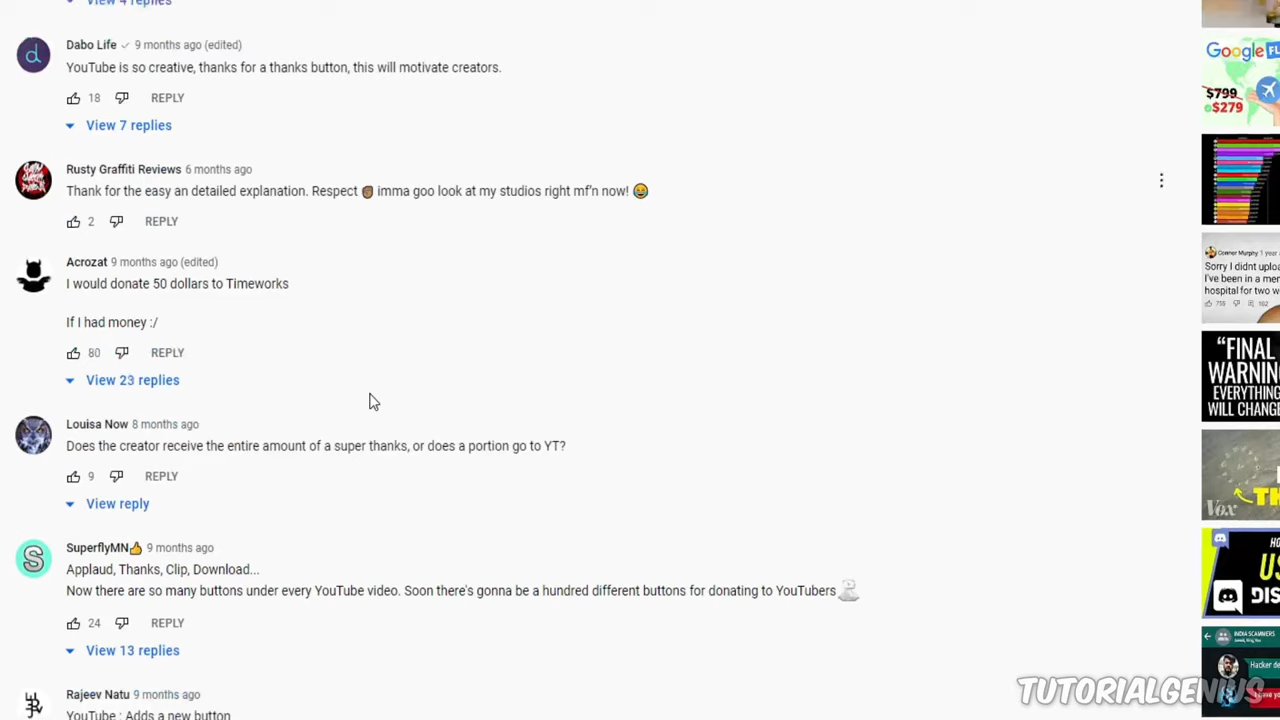 View 4 replies
Dabo Life 9 months ago (edited)
YouTube is so creative, thanks for a thanks button, this will motivate creators.
18 REPLY
View 7 replies
Rusty Graffiti Reviews 6 months ago
Thank for the easy an detailed explanation. Respect ✊🏾 imma goo look at my studios right mf'n now! 😂
2 REPLY
Acrozat 9 months ago (edited)
I would donate 50 dollars to Timeworks
If I had money :/
80 REPLY
View 23 replies
Louisa Now 8 months ago
Does the creator receive the entire amount of a super thanks, or does a portion go to YT?
9 REPLY
View reply
SuperflyMN👍 9 months ago
Applaud, Thanks, Clip, Download...
Now there are so many buttons under every YouTube video. Soon there's gonna be a hundred different buttons for donating to YouTubers
24 REPLY
View 13 replies
Rajeev Natu 9 months ago
YouTube : Adds a new button
Google FL
$799
$279
Connor Murphy 1 year
Sorry I didnt uploa
I've been in a mer
hospital for two w
"FINAL
WARNING
EVERYTHING
WILL CHANGE
Vox
TH
HO
US
DIS
INDIA SCAMMERS
Hacker de
TUTORIALGENIUS